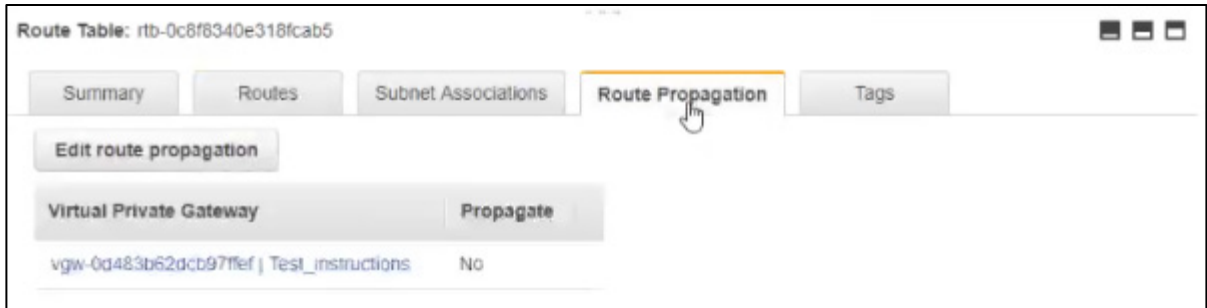 Route Table: rtb-0c8f8340e318fcab5
Summary Routes Subnet Associations Route Propagation Tags
Edit route propagation
Virtual Private Gateway Propagate
vgw-0d483b62dcb97ffef | Test_instructions No